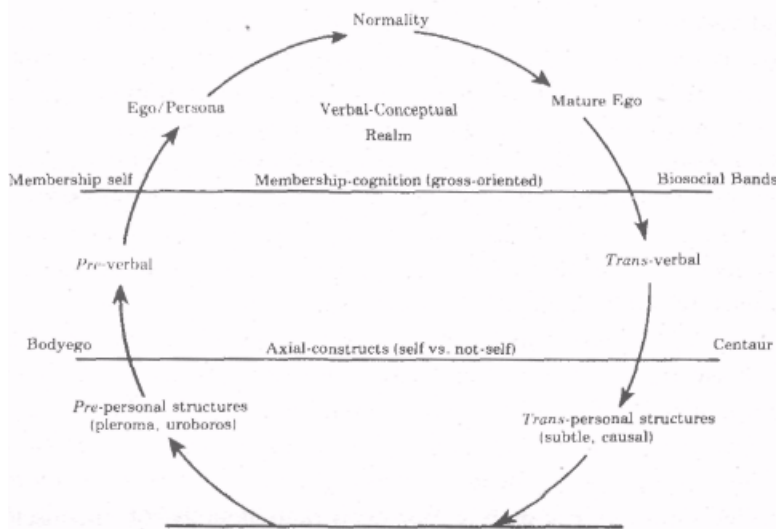 Normality
Ego/Persona
Verbal-Conceptual
Realm
Mature Ego
Membership self
Membership-cognition (gross-oriented)
Biosocial Bands
Pre-verbal
Trans-verbal
Bodyego
Axial-constructs (self vs. not-self)
Centaur
Pre-personal structures
(pleroma, uroboros)
Trans-personal structures
(subtle, causal)